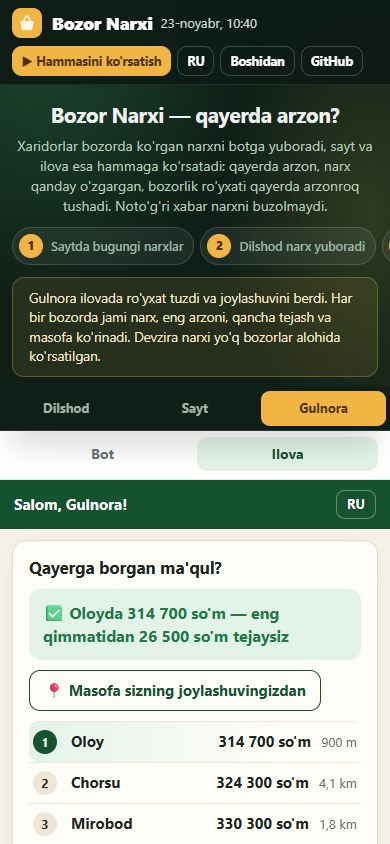 Bozor Narxi 23-noyabr, 10:40
▶ Hammasini ko'rsatish RU Boshidan GitHub
Bozor Narxi — qayerda arzon?
Xaridorlar bozorda ko'rgan narxni botga yuboradi, sayt va
ilova esa hammaga ko'rsatadi: qayerda arzon, narx
qanday o'zgargan, bozorlik ro'yxati qayerda arzonroq
tushadi. Noto'g'ri xabar narxni buzolmaydi.
1 Saytda bugungi narxlar 2 Dilshod narx yuboradi
Gulnora ilovada ro'yxat tuzdi va joylashuvini berdi. Har
bir bozorda jami narx, eng arzoni, qancha tejash va
masofa ko'rinadi. Devzira narxi yo'q bozorlar alohida
ko'rsatilgan.
Dilshod Sayt Gulnora
Bot Ilova
Salom, Gulnora! RU
Qayerga borgan ma'qul?
✅ Oloyda 314 700 so'm — eng
qimmatidan 26 500 so'm tejaysiz
📍 Masofa sizning joylashuvingizdan
1 Oloy 314 700 so'm 900 m
2 Chorsu 324 300 so'm 4,1 km
3 Mirobod 330 300 so'm 1,8 km